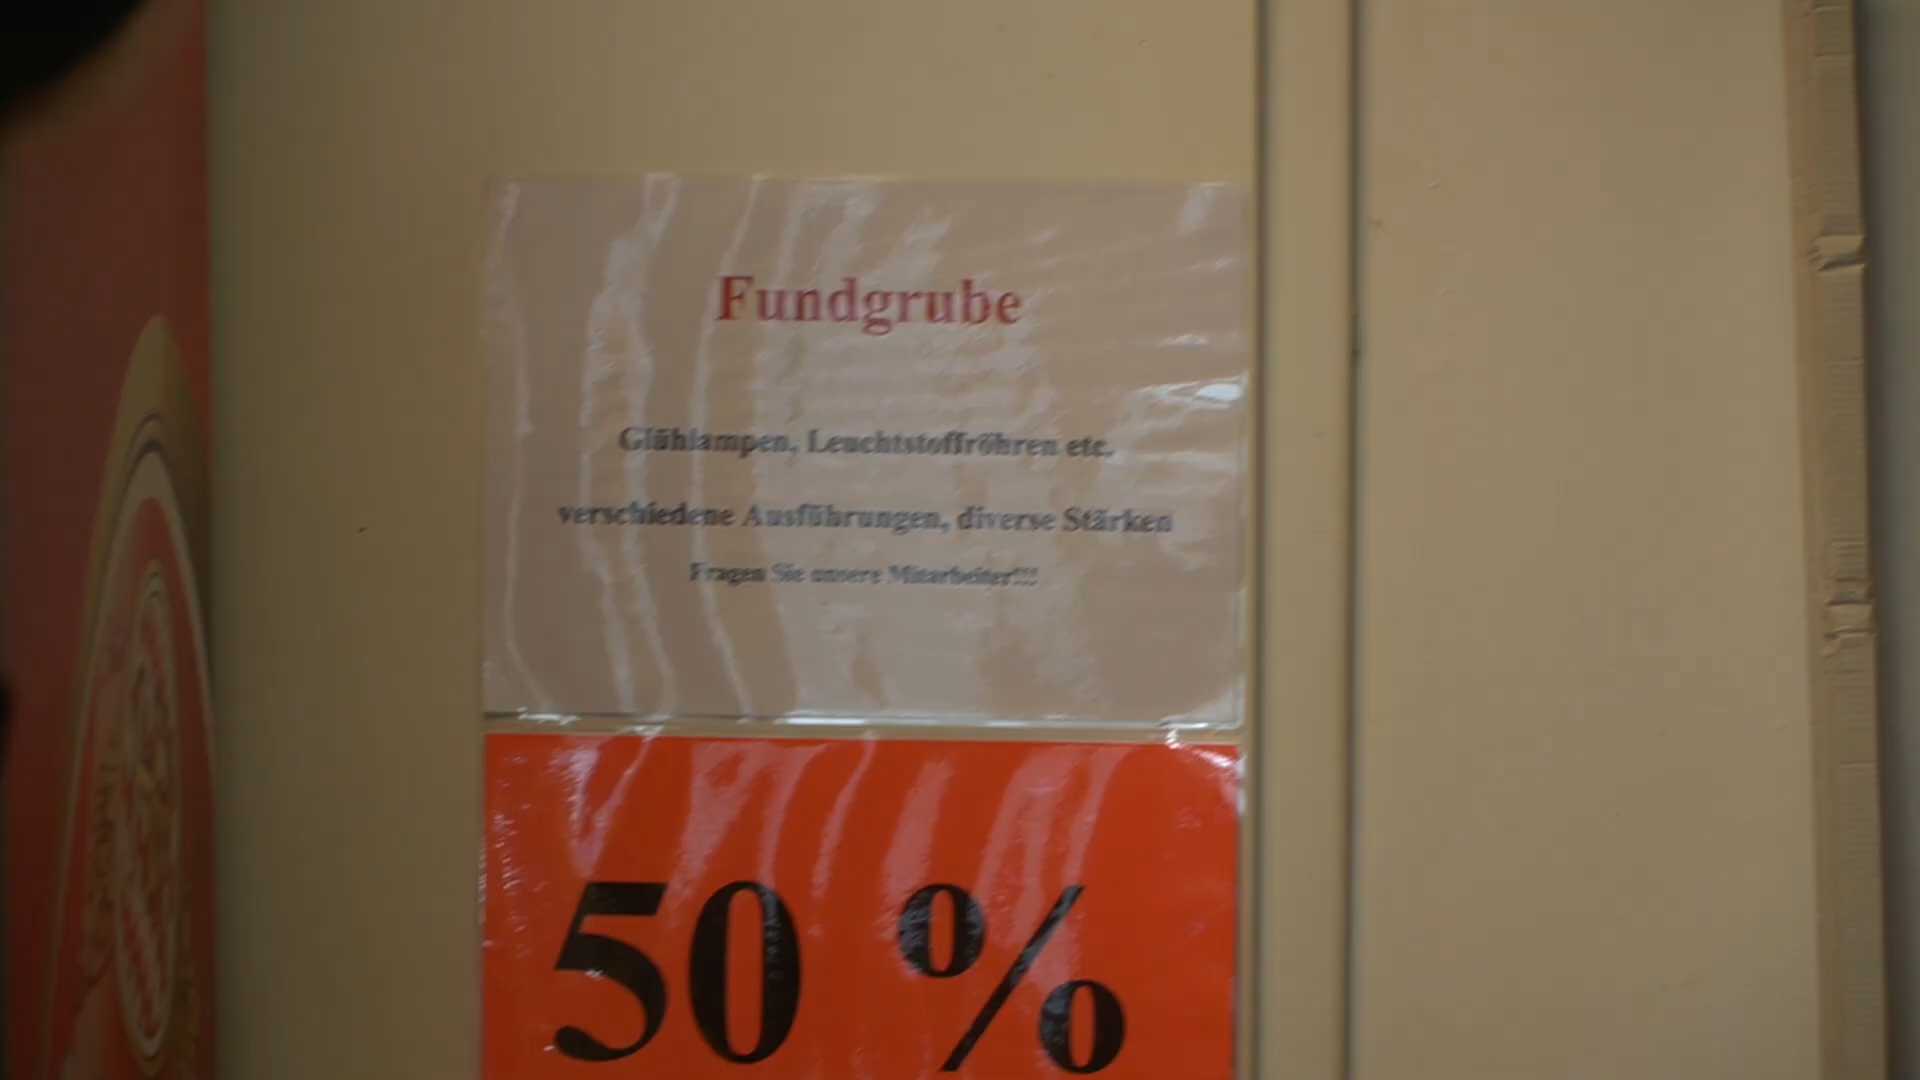 Fundgrube
Glühlampen, Leuchtstoffröhren etc.
verschiedene Ausführungen, diverse Stärken
Fragen Sie unsere Mitarbeiter!!!
50 %